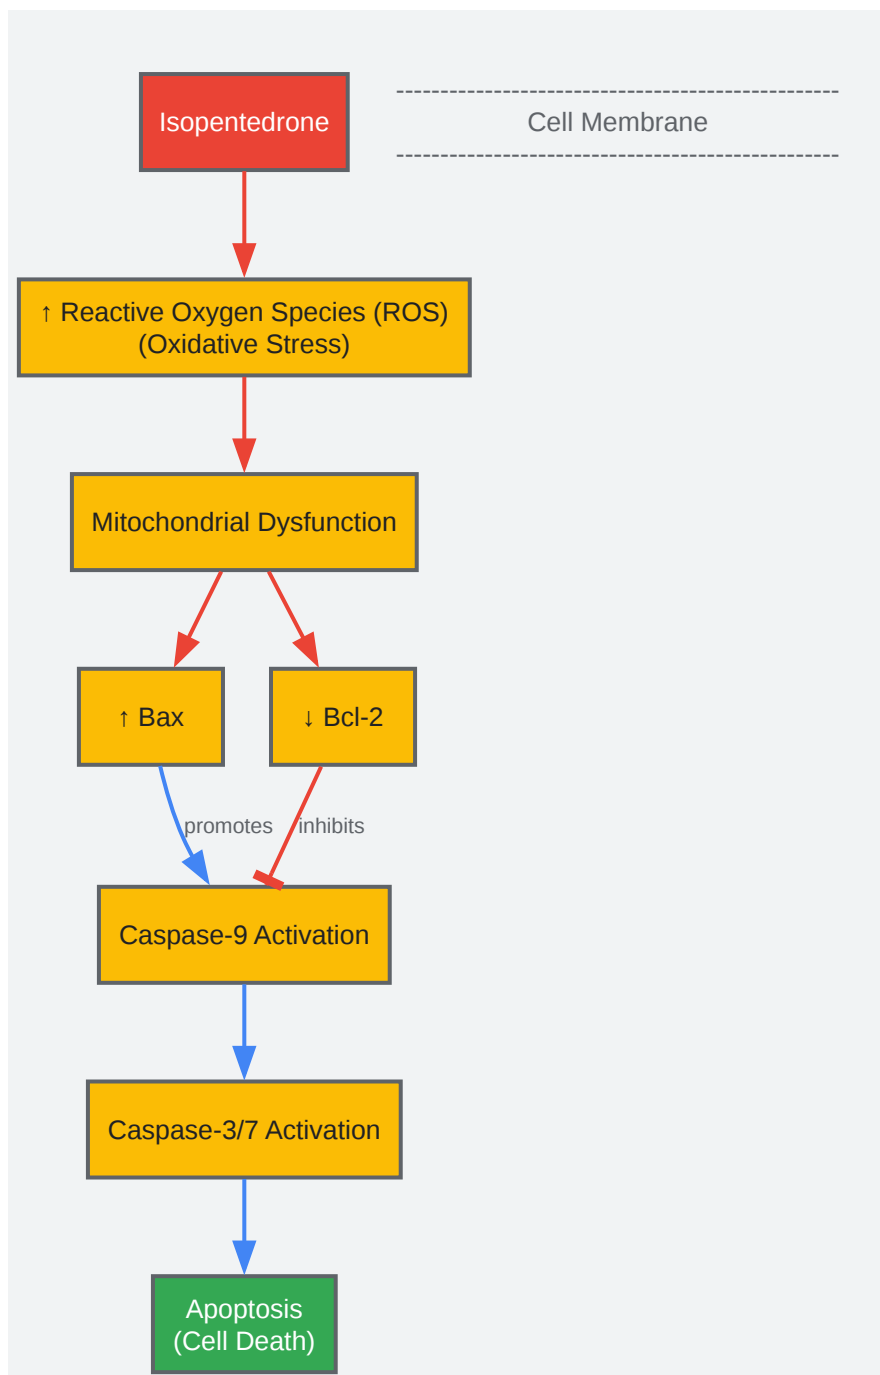 Isopentedrone
Cell Membrane
↑ Reactive Oxygen Species (ROS)
(Oxidative Stress)
Mitochondrial Dysfunction
↑ Bax
↓ Bcl-2
promotes
inhibits
Caspase-9 Activation
Caspase-3/7 Activation
Apoptosis
(Cell Death)